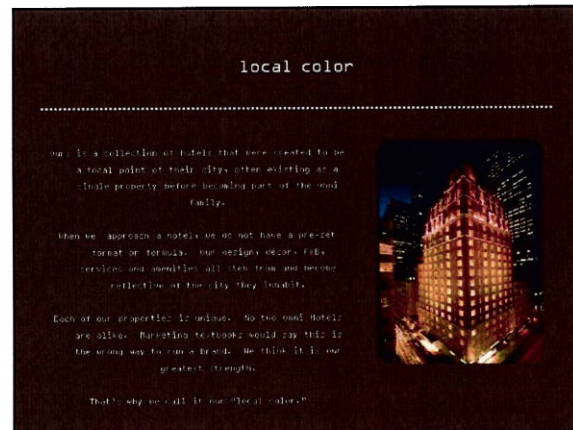 local color
ours is a collection of hotels that were created to be
a focal point of their city, often existing as a
single property before becoming part of the omni
family.
When we approach a hotel, we do not have a pre-set
format or formula. Our design, décor, F&B,
services and amenities all stem from and become
reflective of the city they inhabit.
Each of our properties is unique. No two Omni Hotels
are alike. Marketing textbooks would say this is
the wrong way to run a brand. We think it is our
greatest strength.
That's why we call it our "local color."